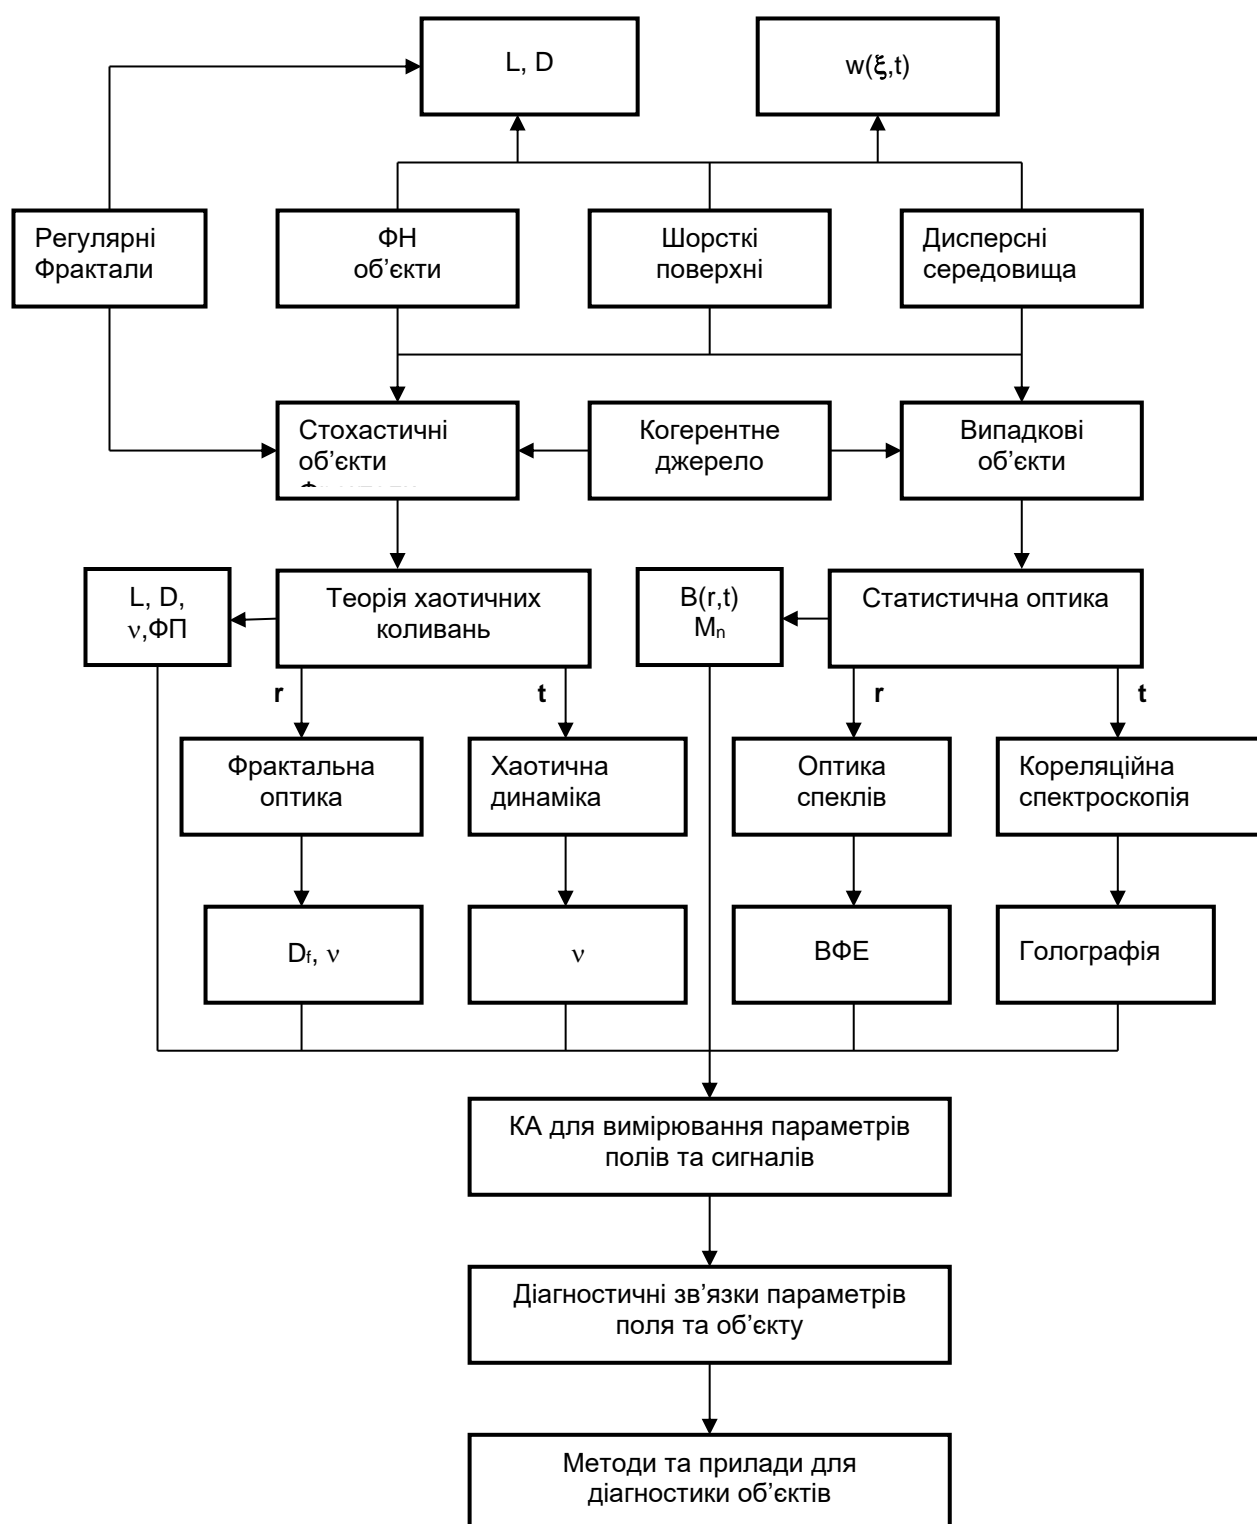 L, D
w(ξ,t)
Регулярні
Фрактали
ФН
об’єкти
Шорсткі
поверхні
Дисперсні
середовища
Стохастичні
об’єкти
Когерентне
джерело
Випадкові
об’єкти
L, D,
ν,ФП
Теорія хаотичних
коливань
B(r,t)
Mn
Статистична оптика
r
t
r
t
Фрактальна
оптика
Хаотична
динаміка
Оптика
спеклів
Кореляційна
спектроскопія
Df, ν
ν
ВФЕ
Голографія
КА для вимірювання параметрів
полів та сигналів
Діагностичні зв’язки параметрів
поля та об’єкту
Методи та прилади для
діагностики об’єктів